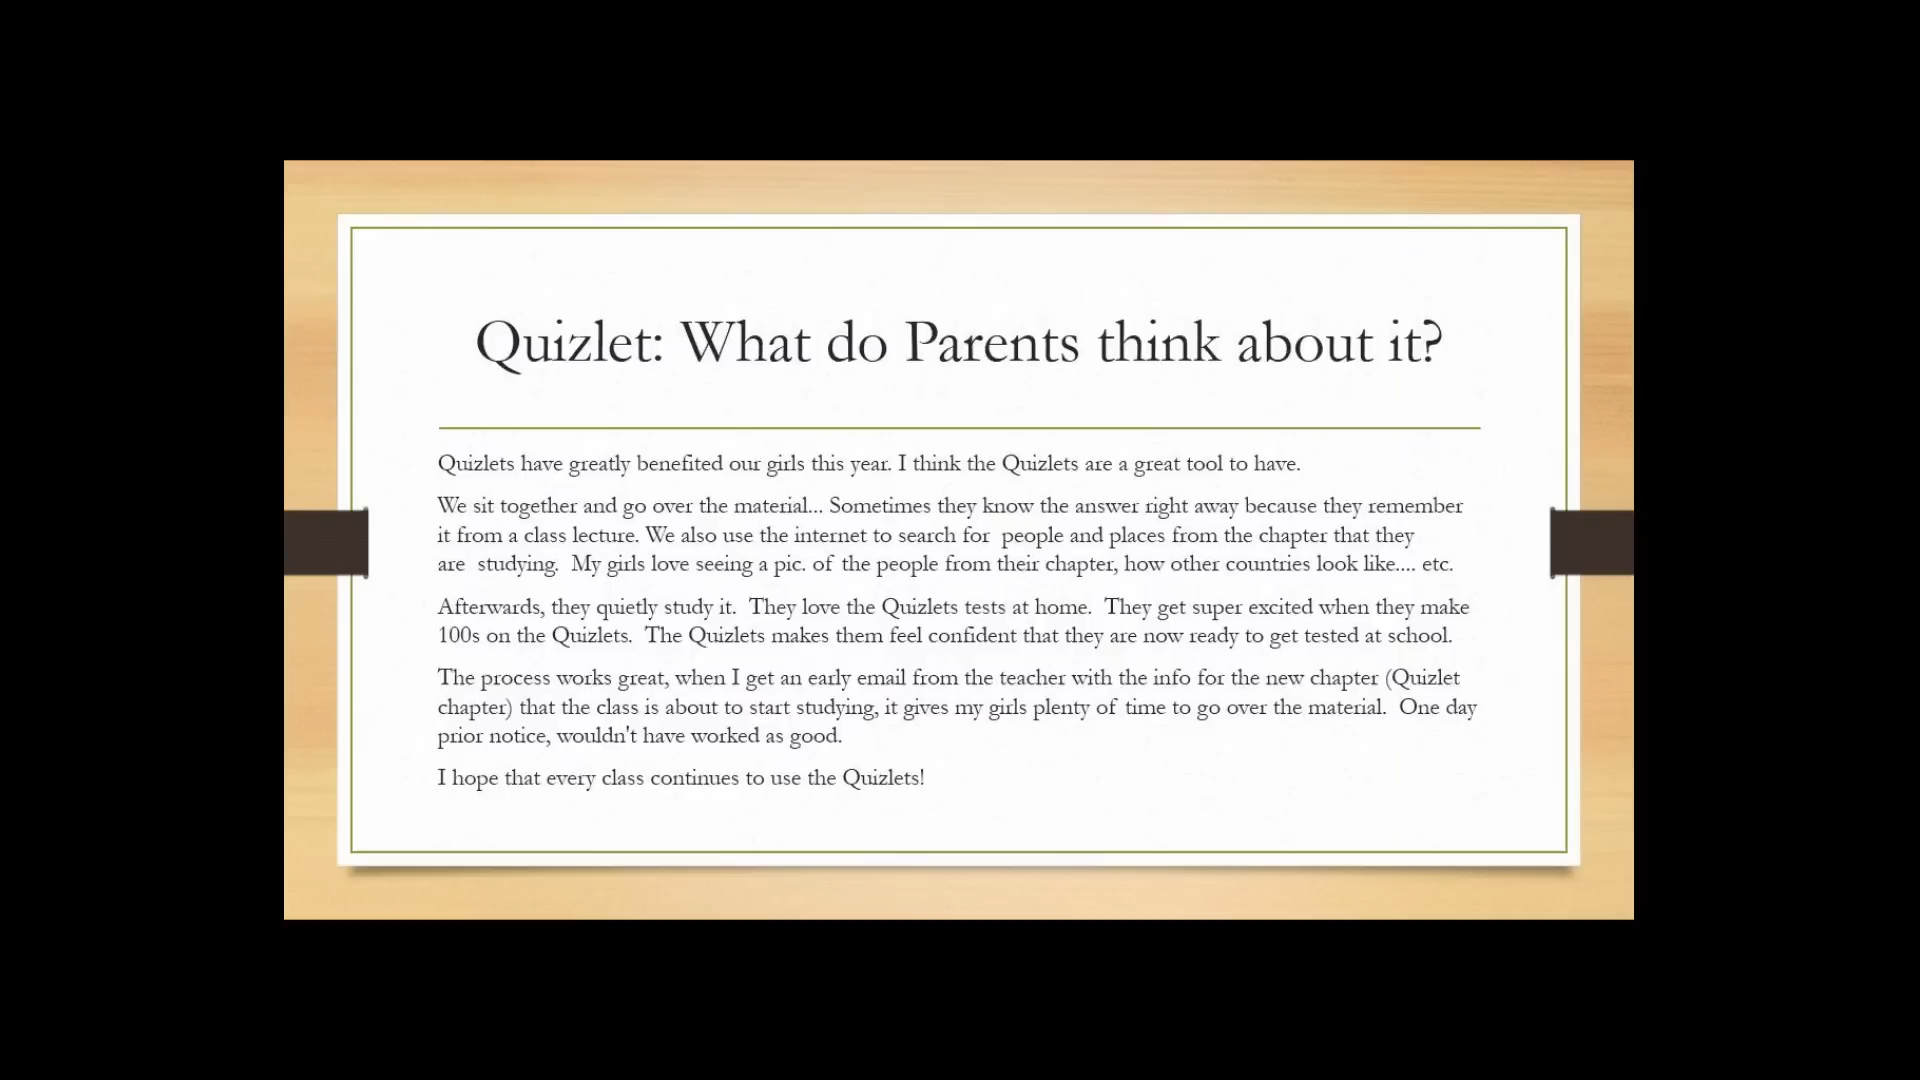 Quizlet: What do Parents think about it?
Quizlets have greatly benefited our girls this year. I think the Quizlets are a great tool to have.
We sit together and go over the material... Sometimes they know the answer right away because they remember
it from a class lecture. We also use the internet to search for  people and places from the chapter that they
are  studying.  My girls love seeing a pic. of the people from their chapter, how other countries look like.... etc.
Afterwards, they quietly study it.  They love the Quizlets tests at home.  They get super excited when they make
100s on the Quizlets.  The Quizlets makes them feel confident that they are now ready to get tested at school.
The process works great, when I get an early email from the teacher with the info for the new chapter (Quizlet
chapter) that the class is about to start studying, it gives my girls plenty of time to go over the material.  One day
prior notice, wouldn't have worked as good.
I hope that every class continues to use the Quizlets!